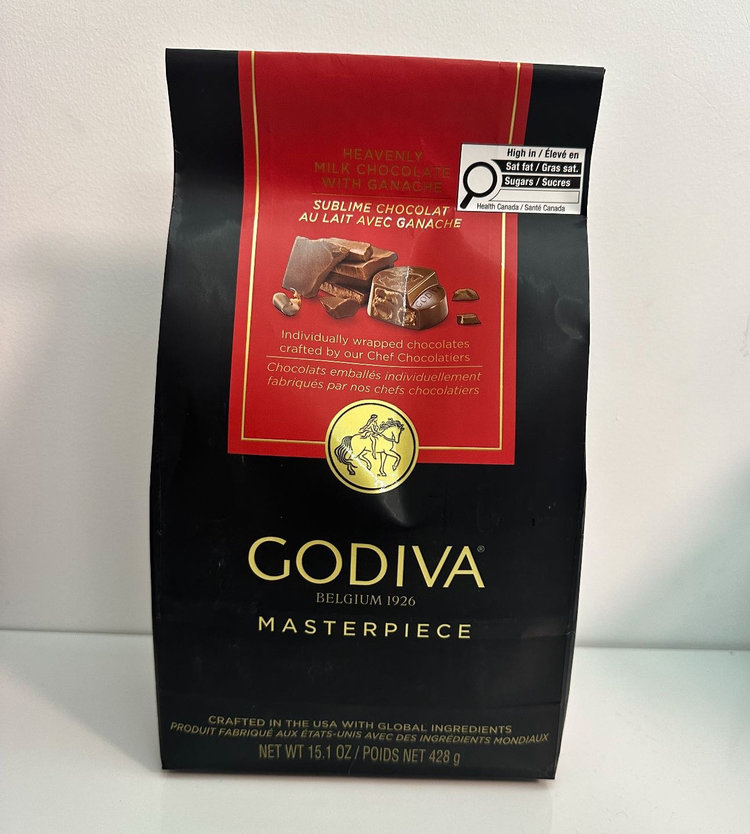 HEAVENLY
MILK CHOCOLATE
WITH GANACHE
SUBLIME CHOCOLAT
AU LAIT AVEC GANACHE
High in / Élevé en
Sat fat / Gras sat.
Sugars / Sucres
Health Canada / Santé Canada
Individually wrapped chocolates
crafted by our Chef Chocolatiers
Chocolats emballés individuellement
fabriqués par nos chefs chocolatiers
GODIVA®
BELGIUM 1926
MASTERPIECE
CRAFTED IN THE USA WITH GLOBAL INGREDIENTS
PRODUIT FABRIQUÉ AUX ÉTATS-UNIS AVEC DES INGRÉDIENTS MONDIAUX
NET WT 15.1 OZ / POIDS NET 428 g